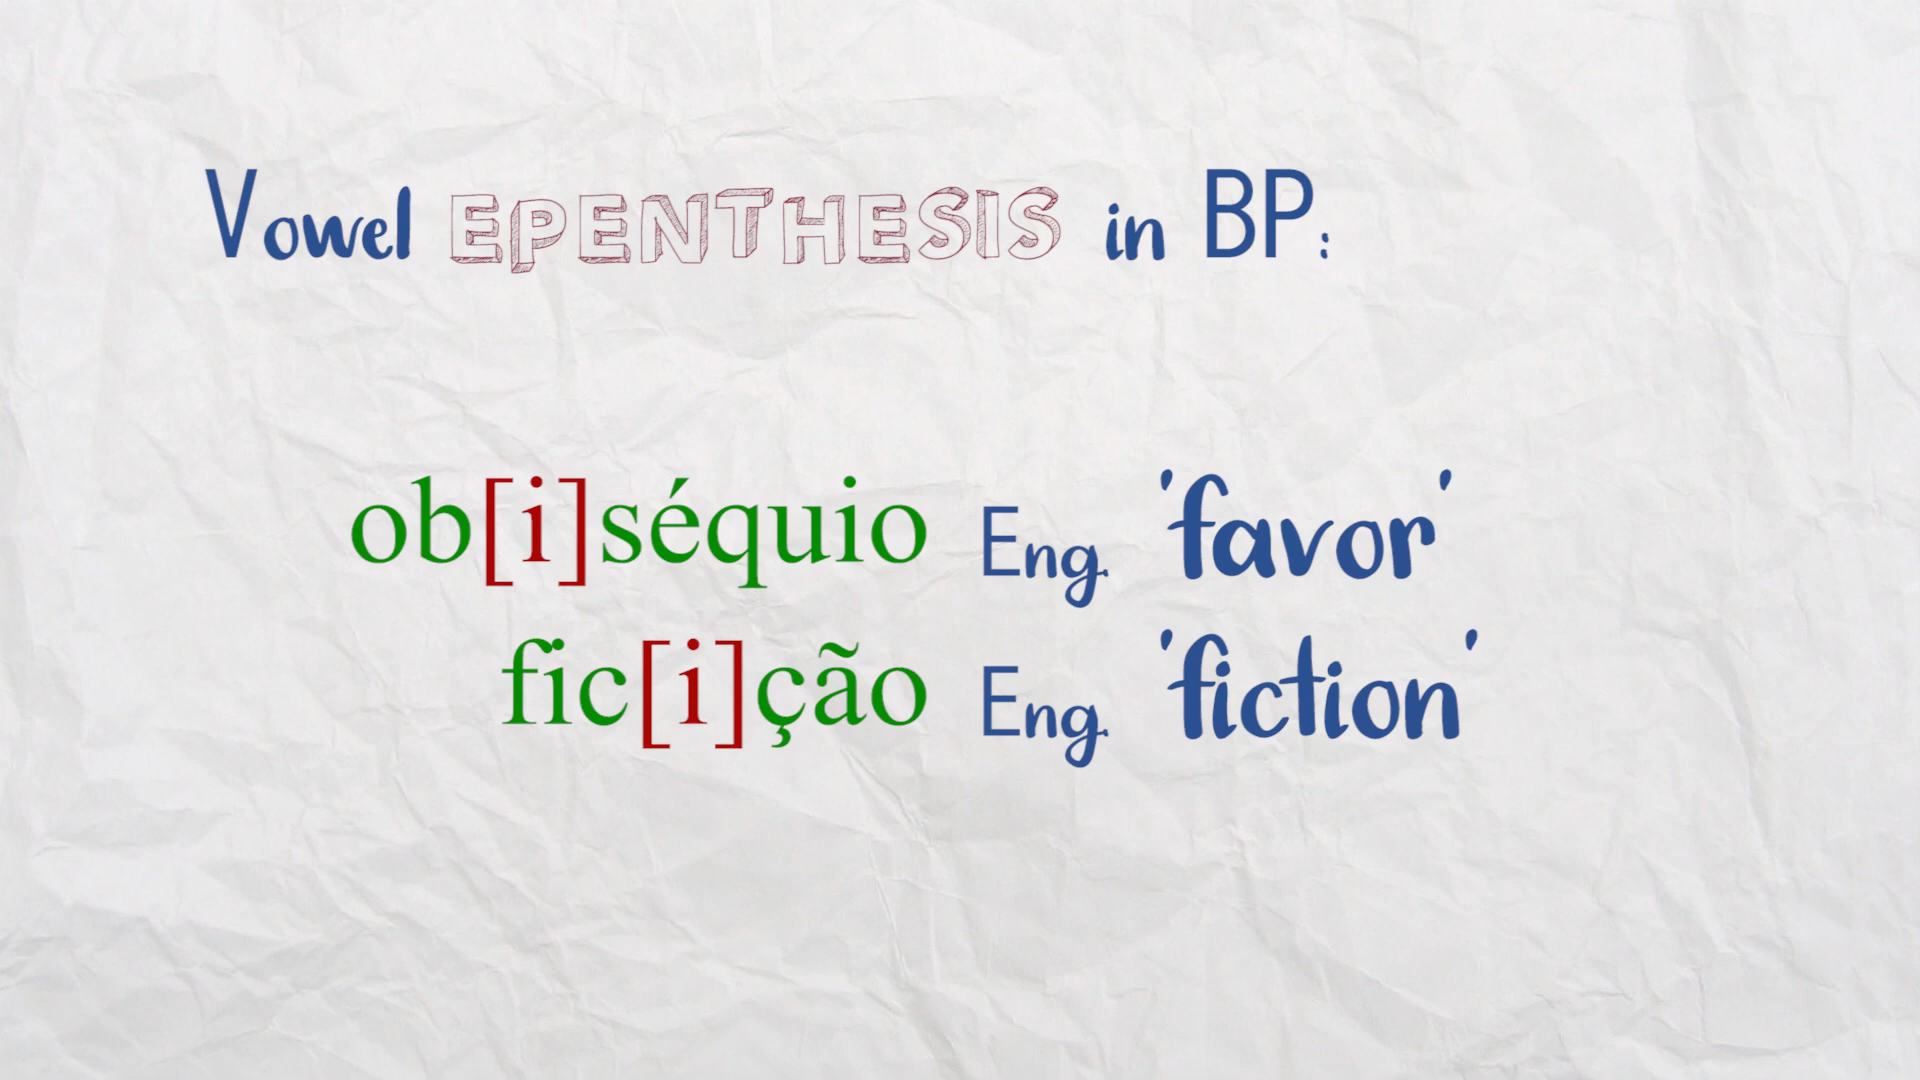 Vowel EPENTHESIS in BP:
ob[i]séquio Eng. 'favor'
fic[i]ção Eng. 'fiction'